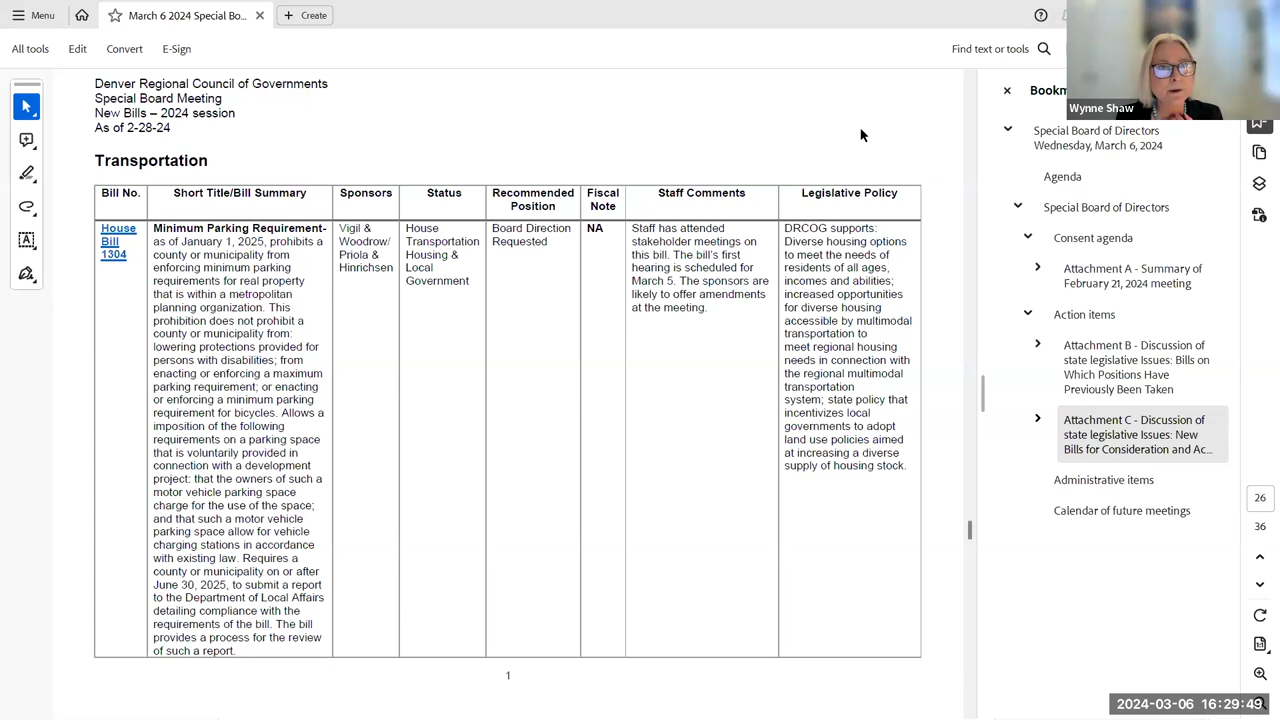 Menu
March 6 2024 Special Bo...
Create
All tools
Edit
Convert
E-Sign
Find text or tools
Denver Regional Council of Governments
Special Board Meeting
New Bills – 2024 session
As of 2-28-24
Transportation
Bill No.
Short Title/Bill Summary
Sponsors
Status
Recommended
Position
Fiscal
Note
Staff Comments
Legislative Policy
House
Bill
1304
Minimum Parking Requirement-
as of January 1, 2025, prohibits a
county or municipality from
enforcing minimum parking
requirements for real property
that is within a metropolitan
planning organization. This
prohibition does not prohibit a
county or municipality from:
lowering protections provided for
persons with disabilities; from
enacting or enforcing a maximum
parking requirement; or enacting
or enforcing a minimum parking
requirement for bicycles. Allows a
imposition of the following
requirements on a parking space
that is voluntarily provided in
connection with a development
project: that the owners of such a
motor vehicle parking space
charge for the use of the space;
and that such a motor vehicle
parking space allow for vehicle
charging stations in accordance
with existing law. Requires a
county or municipality on or after
June 30, 2025, to submit a report
to the Department of Local Affairs
detailing compliance with the
requirements of the bill. The bill
provides a process for the review
of such a report.
Vigil &
Woodrow/
Priola &
Hinrichsen
House
Transportation
Housing &
Local
Government
Board Direction
Requested
NA
Staff has attended
stakeholder meetings on
this bill. The bill's first
hearing is scheduled for
March 5. The sponsors are
likely to offer amendments
at the meeting.
DRCOG supports:
Diverse housing options
to meet the needs of
residents of all ages,
incomes and abilities;
increased opportunities
for diverse housing
accessible by multimodal
transportation to
meet regional housing
needs in connection with
the regional multimodal
transportation
system; state policy that
incentivizes local
governments to adopt
land use policies aimed
at increasing a diverse
supply of housing stock.
1
Wynne Shaw
Special Board of Directors
Wednesday, March 6, 2024
Agenda
Special Board of Directors
Consent agenda
Attachment A - Summary of
February 21, 2024 meeting
Action items
Attachment B - Discussion of
state legislative Issues: Bills on
Which Positions Have
Previously Been Taken
Attachment C - Discussion of
state legislative Issues: New
Bills for Consideration and Ac...
Administrative items
Calendar of future meetings
26
36
2024-03-06 16:29:49